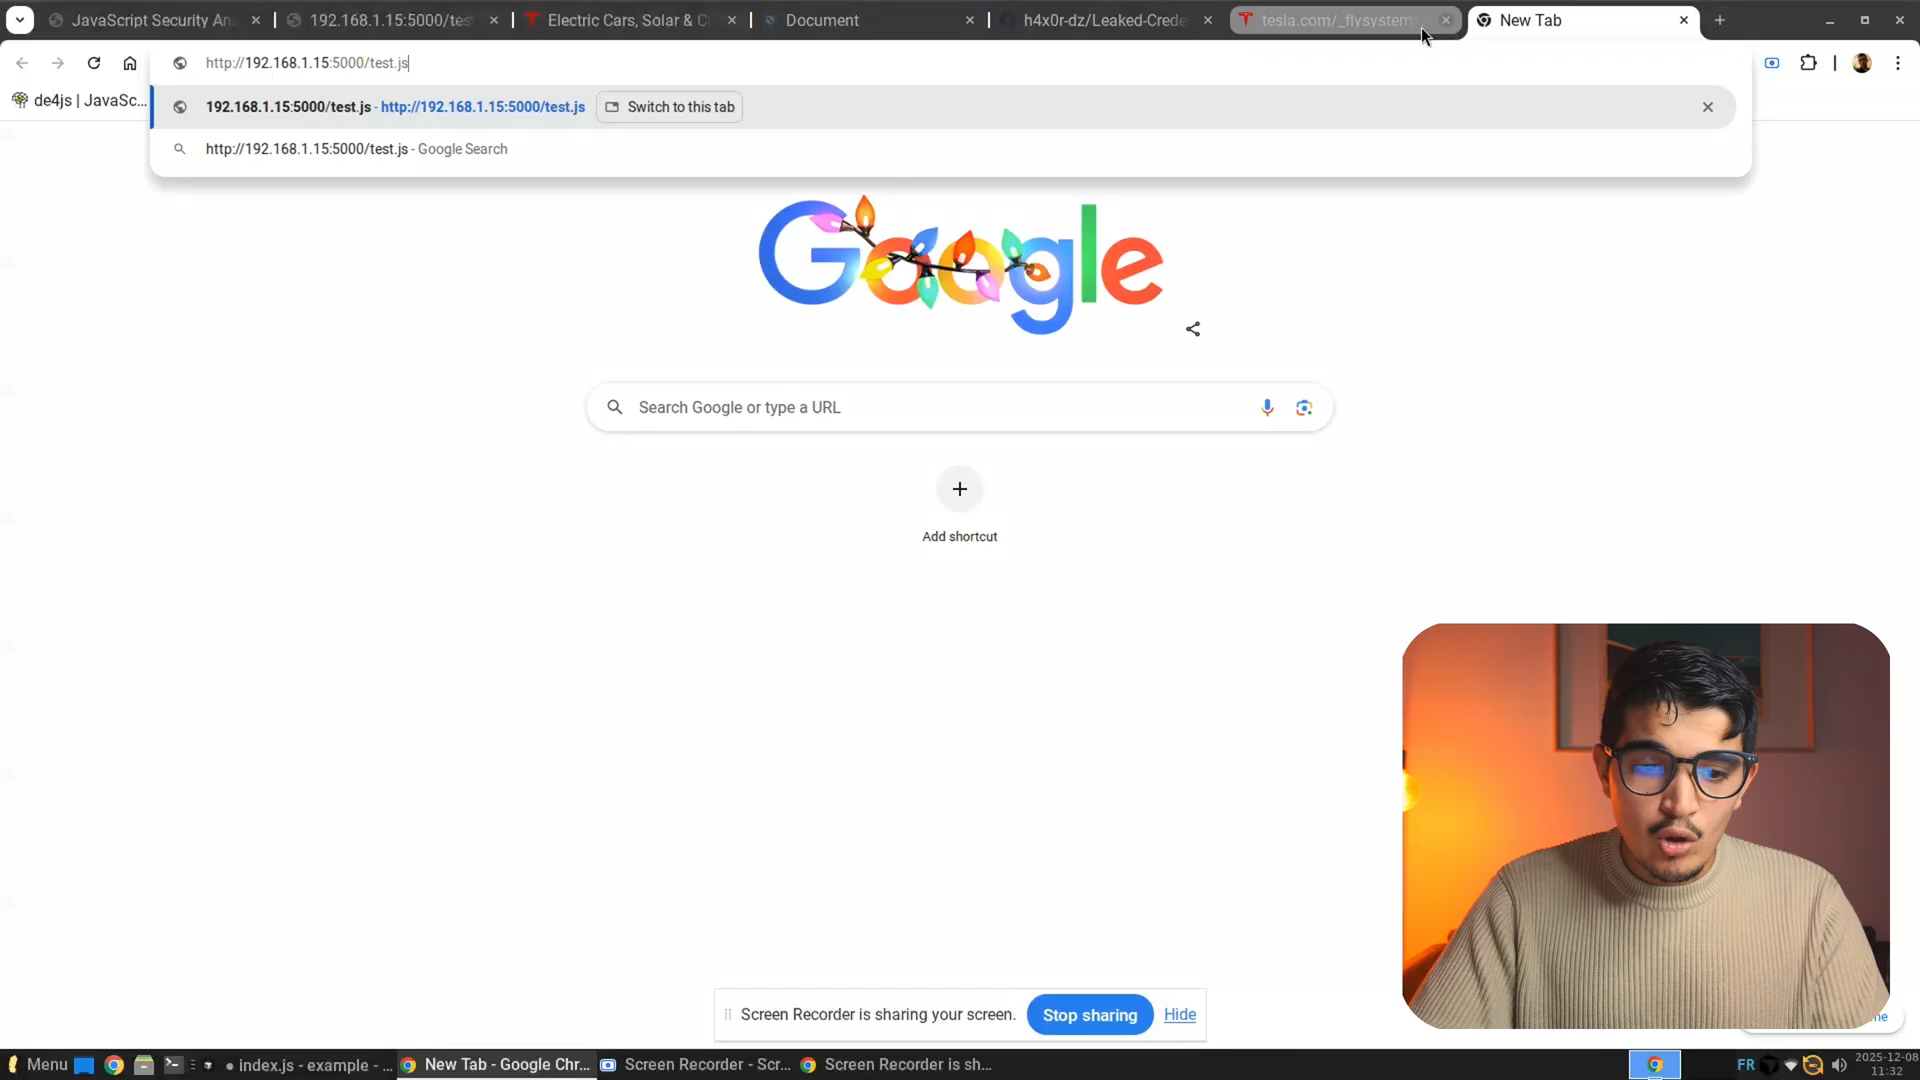 JavaScript Security An
192.168.1.15:5000/tes
Electric Cars, Solar & Cl
Document
h4x0r-dz/Leaked-Crede
tesla.com/_flysystem
New Tab
http://192.168.1.15:5000/test.js
de4js | JavaSc...
192.168.1.15:5000/test.js - http://192.168.1.15:5000/test.js
Switch to this tab
http://192.168.1.15:5000/test.js - Google Search
Google
Search Google or type a URL
Add shortcut
Screen Recorder is sharing your screen.
Stop sharing
Hide
Menu
index.js - example - ...
New Tab - Google Chr...
Screen Recorder - Scr...
Screen Recorder is sh...
FR
2025-12-08
11:32